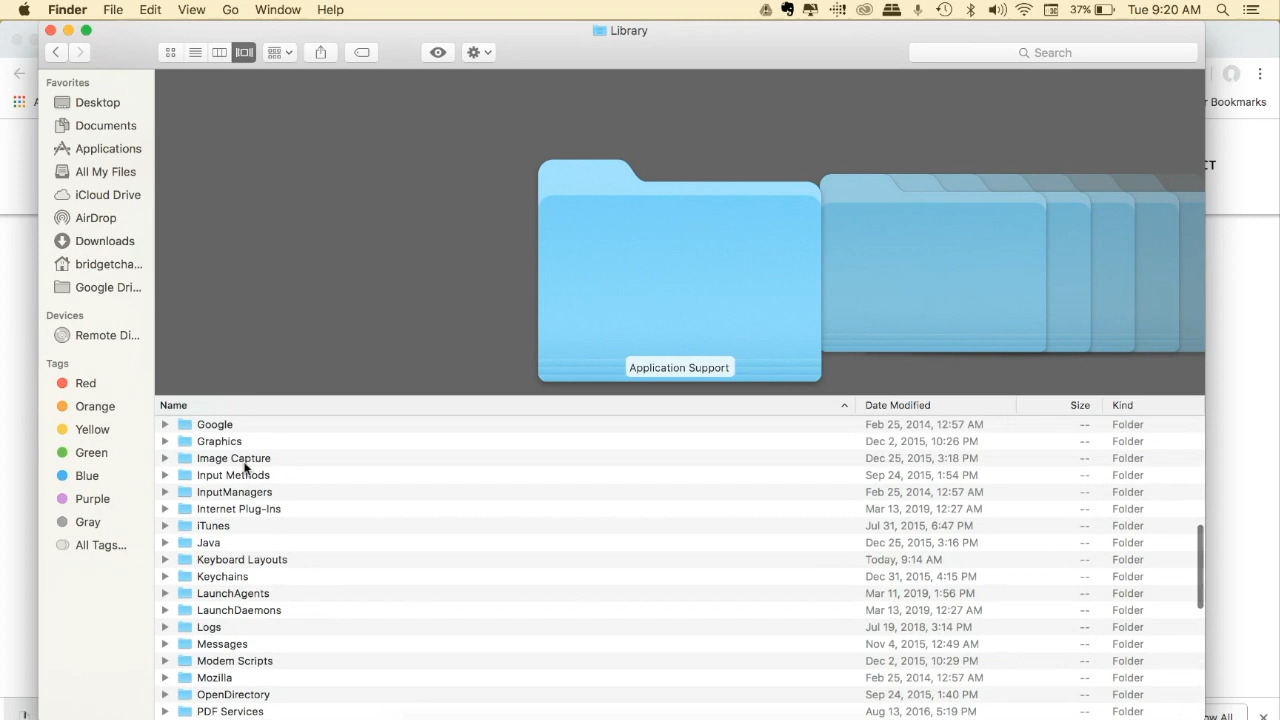 Finder File Edit View Go Window Help 37% Tue 9:20 AM
Library
Search
r Bookmarks
CT
Favorites
Desktop
Documents
Applications
All My Files
iCloud Drive
AirDrop
Downloads
bridgetcha...
Google Dri...
Devices
Remote Di...
Tags
Red
Orange
Yellow
Green
Blue
Purple
Gray
All Tags...
Application Support
Name Date Modified Size Kind
Google Feb 25, 2014, 12:57 AM -- Folder
Graphics Dec 2, 2015, 10:26 PM -- Folder
Image Capture Dec 25, 2015, 3:18 PM -- Folder
Input Methods Sep 24, 2015, 1:54 PM -- Folder
InputManagers Feb 25, 2014, 12:57 AM -- Folder
Internet Plug-Ins Mar 13, 2019, 12:27 AM -- Folder
iTunes Jul 31, 2015, 6:47 PM -- Folder
Java Dec 25, 2015, 3:16 PM -- Folder
Keyboard Layouts Today, 9:14 AM -- Folder
Keychains Dec 31, 2015, 4:15 PM -- Folder
LaunchAgents Mar 11, 2019, 1:56 PM -- Folder
LaunchDaemons Mar 13, 2019, 12:27 AM -- Folder
Logs Jul 19, 2018, 3:14 PM -- Folder
Messages Nov 4, 2015, 12:49 AM -- Folder
Modem Scripts Dec 2, 2015, 10:29 PM -- Folder
Mozilla Feb 25, 2014, 12:57 AM -- Folder
OpenDirectory Sep 24, 2015, 1:40 PM -- Folder
PDF Services Aug 13, 2016, 5:19 PM -- Folder
ow All